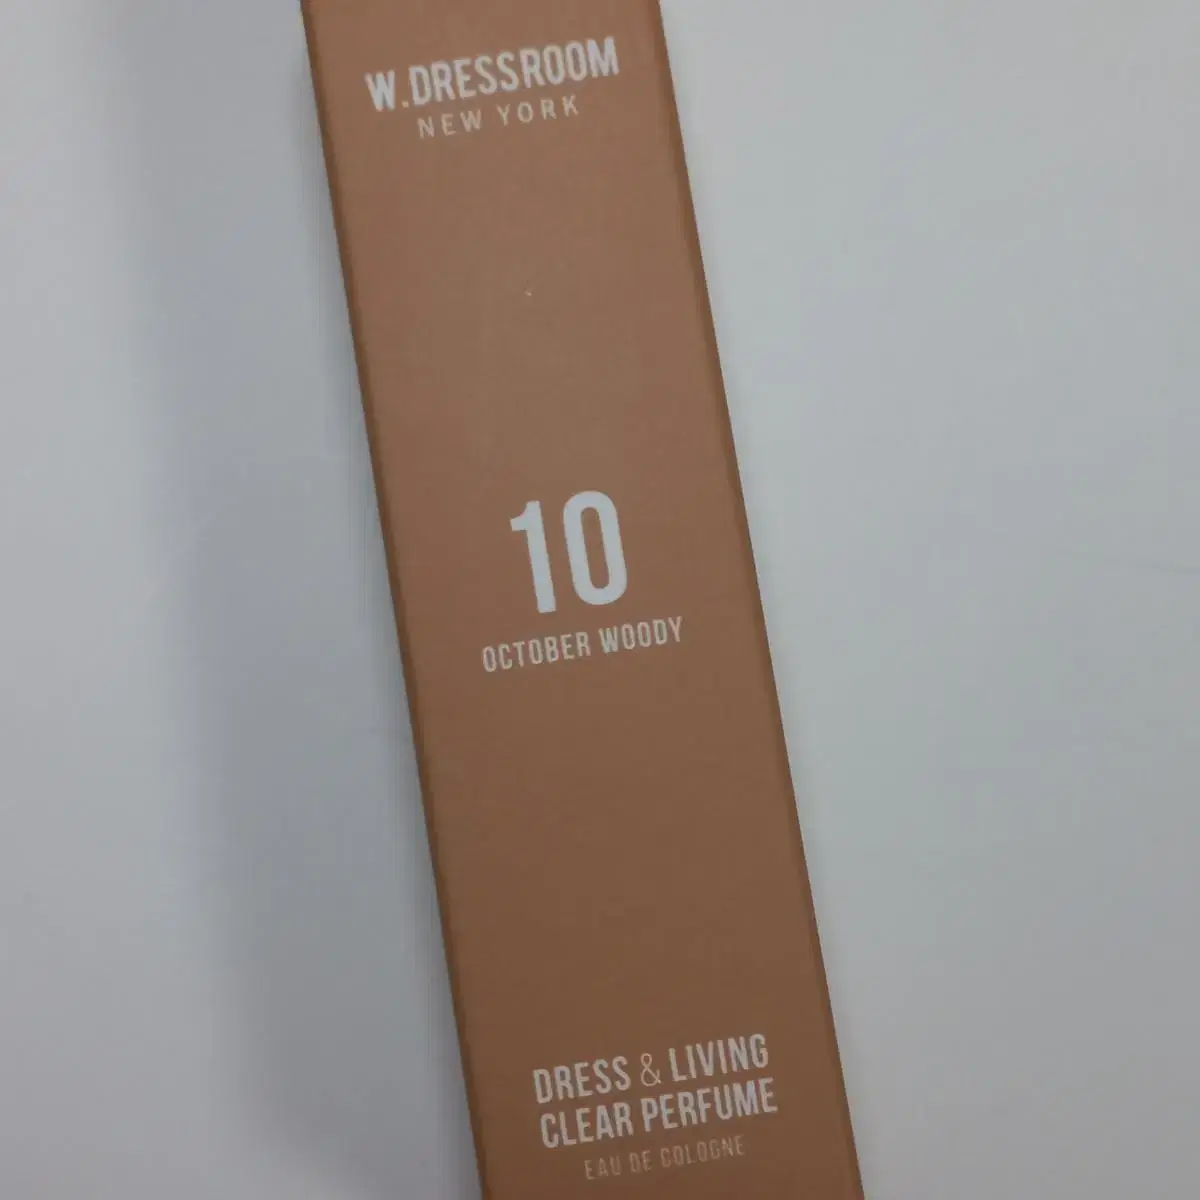 W.DRESSROOM
NEW YORK
10
OCTOBER WOODY
DRESS & LIVING
CLEAR PERFUME
EAU DE COLOGNE